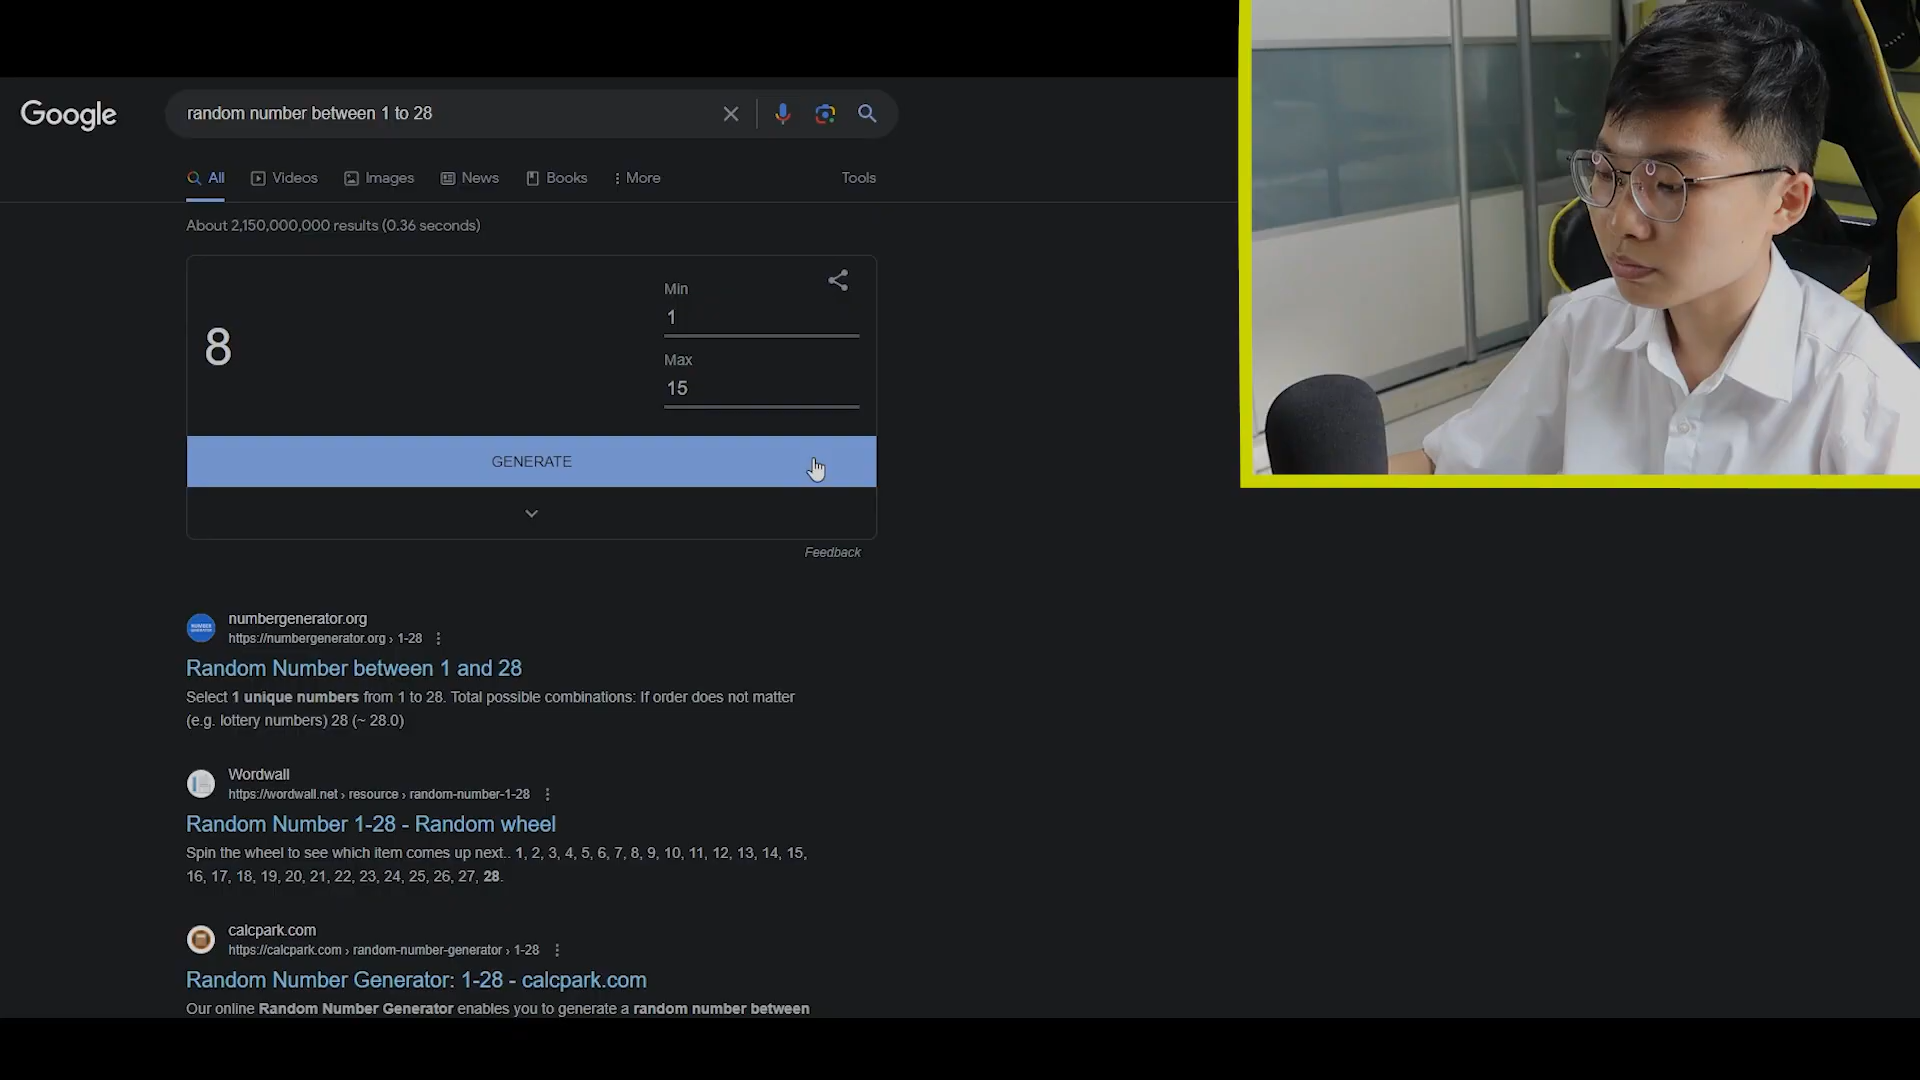 Google
random number between 1 to 28
All
Videos
Images
News
Books
More
Tools
About 2,150,000,000 results (0.36 seconds)
8
Min
1
Max
15
GENERATE
Feedback
numbergenerator.org
https://numbergenerator.org › 1-28
Random Number between 1 and 28
Select 1 unique numbers from 1 to 28. Total possible combinations: If order does not matter
(e.g. lottery numbers) 28 (~ 28.0)
Wordwall
https://wordwall.net › resource › random-number-1-28
Random Number 1-28 - Random wheel
Spin the wheel to see which item comes up next.. 1, 2, 3, 4, 5, 6, 7, 8, 9, 10, 11, 12, 13, 14, 15,
16, 17, 18, 19, 20, 21, 22, 23, 24, 25, 26, 27, 28.
calcpark.com
https://calcpark.com › random-number-generator › 1-28
Random Number Generator: 1-28 - calcpark.com
Our online Random Number Generator enables you to generate a random number between